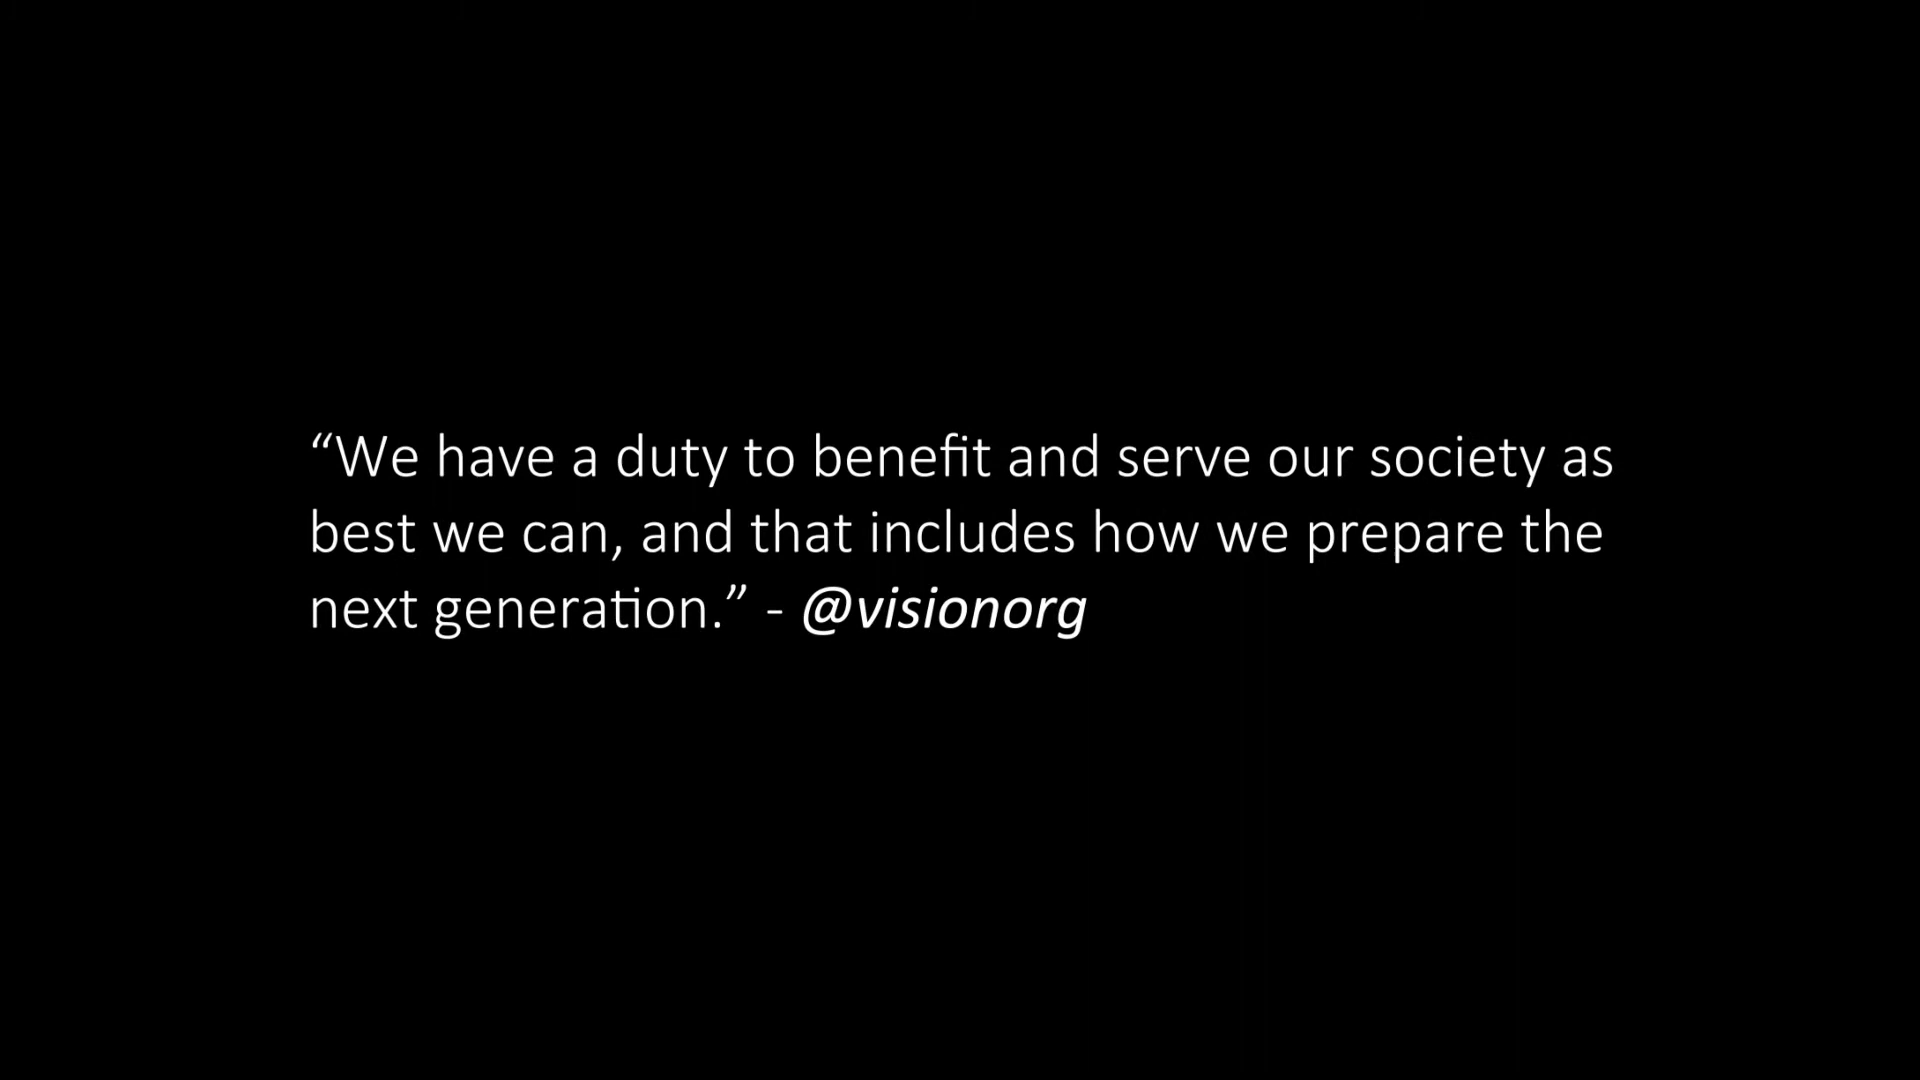 “We have a duty to benefit and serve our society as
best we can, and that includes how we prepare the
next generation.” - @visionorg